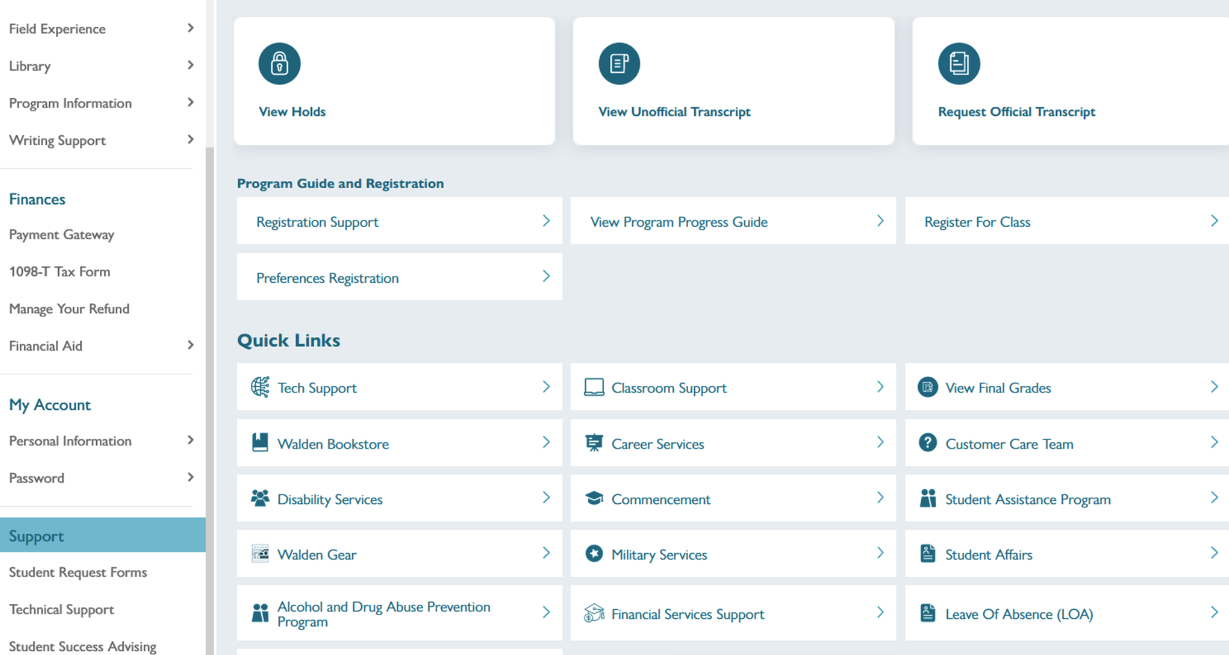 Field Experience
Library
Program Information
Writing Support
Finances
Payment Gateway
1098-T Tax Form
Manage Your Refund
Financial Aid
My Account
Personal Information
Password
Support
Student Request Forms
Technical Support
Student Success Advising
View Holds
View Unofficial Transcript
Request Official Transcript
Program Guide and Registration
Registration Support
View Program Progress Guide
Register For Class
Preferences Registration
Quick Links
Tech Support
Classroom Support
View Final Grades
Walden Bookstore
Career Services
Customer Care Team
Disability Services
Commencement
Student Assistance Program
Walden Gear
Military Services
Student Affairs
Alcohol and Drug Abuse Prevention
Program
Financial Services Support
Leave Of Absence (LOA)